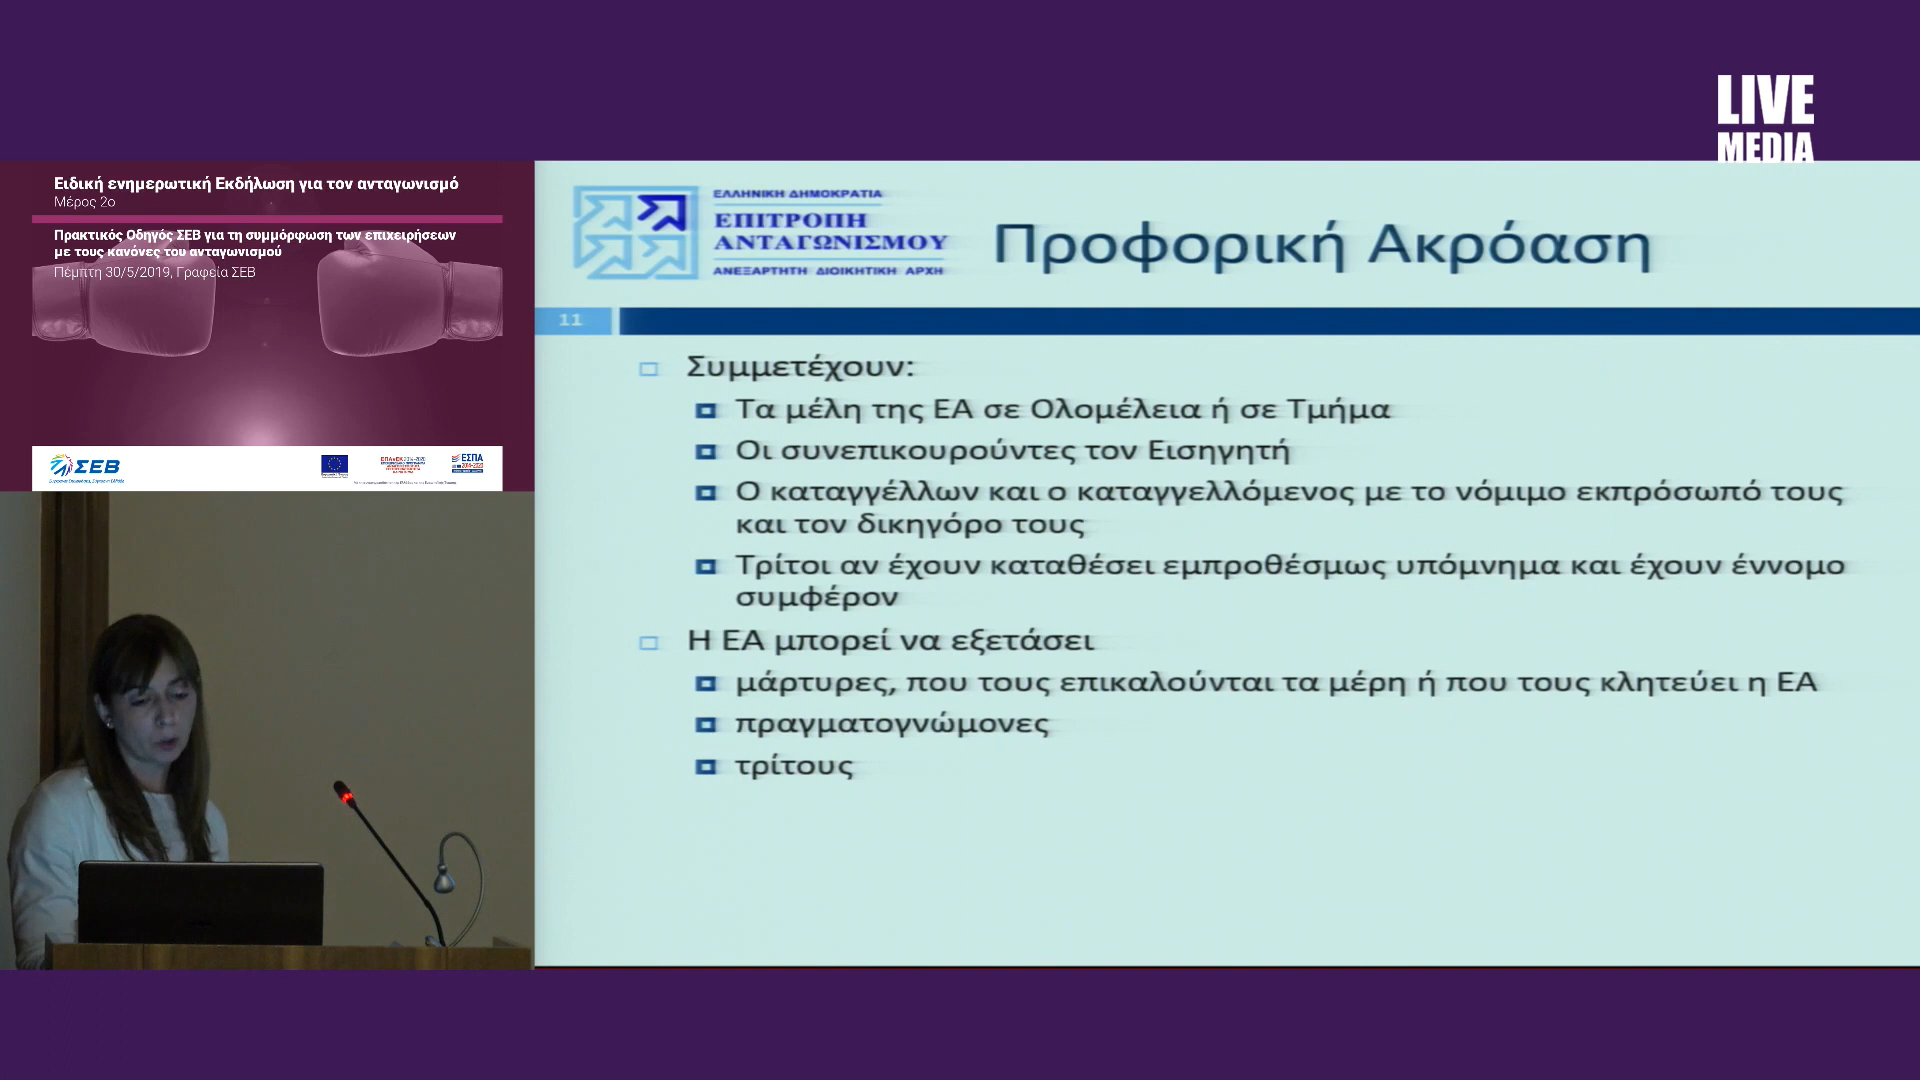 LIVE
MEDIA
Ειδική ενημερωτική Εκδήλωση για τον ανταγωνισμό
Μέρος 2ο
Πρακτικός Οδηγός ΣΕΒ για τη συμμόρφωση των επιχειρήσεων
με τους κανόνες του ανταγωνισμού
Πέμπτη 30/5/2019, Γραφεία ΣΕΒ
ΣΕΒ
ΕΣΠΑ
2014-2020
ΕΛΛΗΝΙΚΗ ΔΗΜΟΚΡΑΤΙΑ
ΕΠΙΤΡΟΠΗ
ΑΝΤΑΓΩΝΙΣΜΟΥ
ΑΝΕΞΑΡΤΗΤΗ ΔΙΟΙΚΗΤΙΚΗ ΑΡΧΗ
Προφορική Ακρόαση
11
Συμμετέχουν:
Τα μέλη της ΕΑ σε Ολομέλεια ή σε Τμήμα
Οι συνεπικουρούντες τον Εισηγητή
Ο καταγγέλλων και ο καταγγελλόμενος με το νόμιμο εκπρόσωπό τους
και τον δικηγόρο τους
Τρίτοι αν έχουν καταθέσει εμπροθέσμως υπόμνημα και έχουν έννομο
συμφέρον
Η ΕΑ μπορεί να εξετάσει
μάρτυρες, που τους επικαλούνται τα μέρη ή που τους κλητεύει η ΕΑ
πραγματογνώμονες
τρίτους